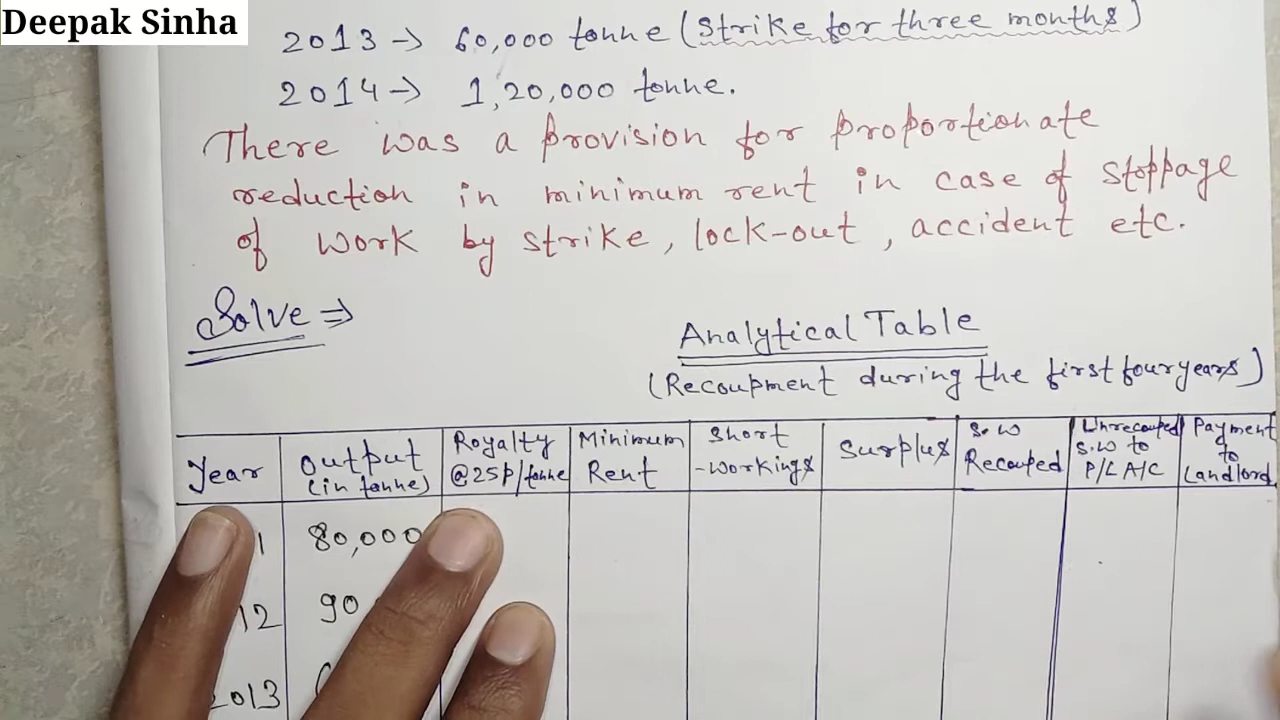 Deepak Sinha
2013 → 60,000 tonne (Strike for three months)
2014 → 1,20,000 tonne.
There was a provision for proportionate
reduction in minimum rent in case of stoppage
of work by strike, lock-out, accident etc.
Solve ⇒
Analytical Table
(Recoupment during the first four years)
Year
Output
(in tonne)
Royalty
@25P/tonne
Minimum
Rent
Short
-workings
Surplus
S.W
Recouped
Unrecouped
S.W to
P/L A/C
Payment
to
Landlord
1 80,000
12 90
2013